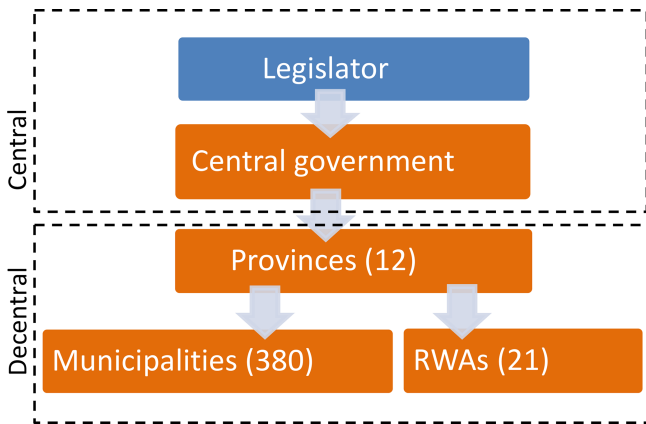 Central
Legislator
Central government
Decentral
Provinces (12)
Municipalities (380)
RWAs (21)